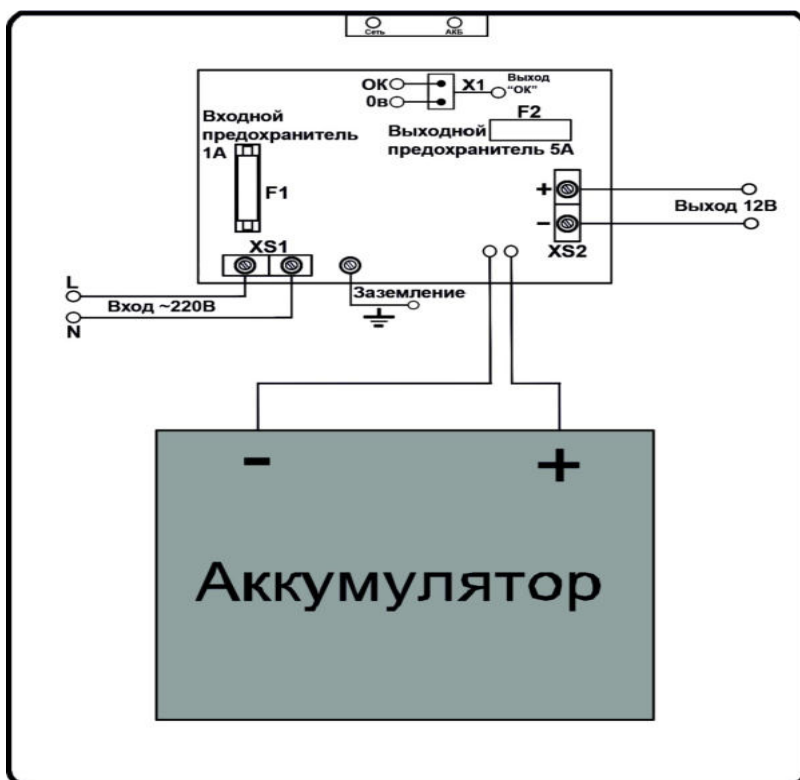 Сеть АКБ
ОК
0в
X1
Выход
“ОК”
F2
Входной
предохранитель
1А
Выходной
предохранитель 5А
F1
+
−
Выход 12В
XS1
XS2
L
Вход ~220В
N
Заземление
- +
Аккумулятор